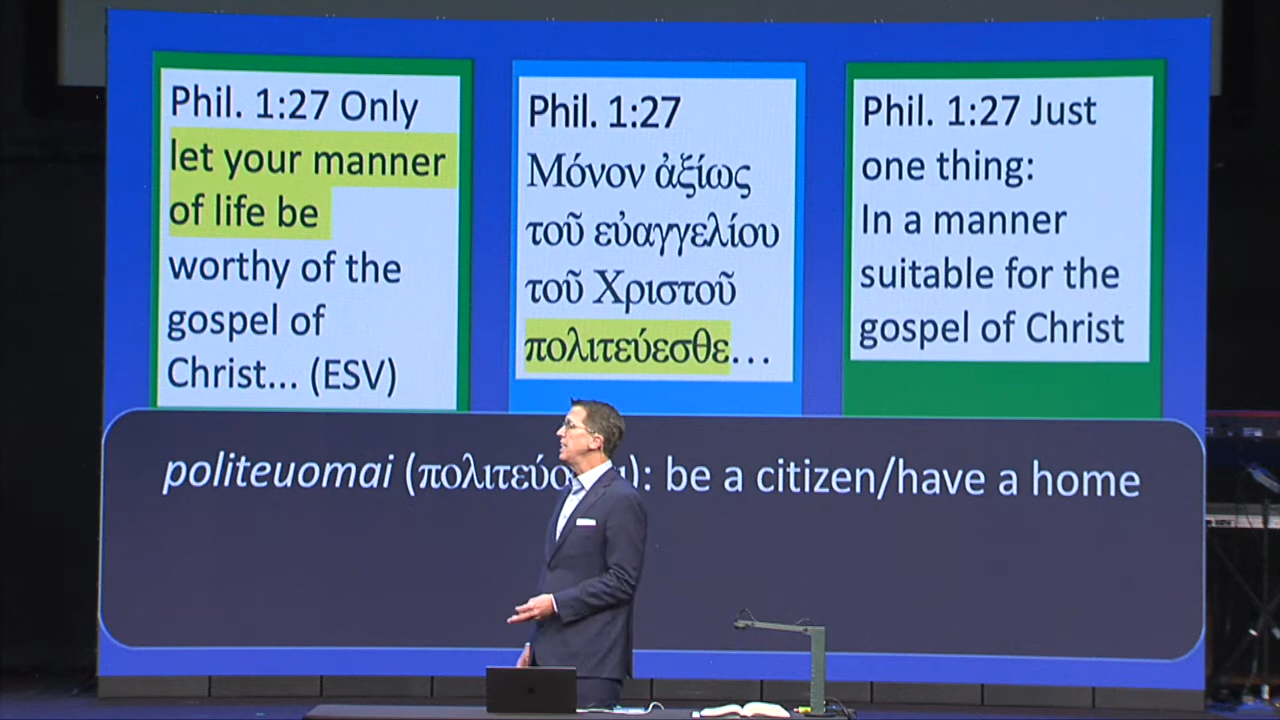 Phil. 1:27 Only
let your manner
of life be
worthy of the
gospel of
Christ... (ESV)
Phil. 1:27
Μόνον ἀξίως
τοῦ εὐαγγελίου
τοῦ Χριστοῦ
πολιτεύεσθε...
Phil. 1:27 Just
one thing:
In a manner
suitable for the
gospel of Christ
politeuomai ( ): be a citizen/have a home